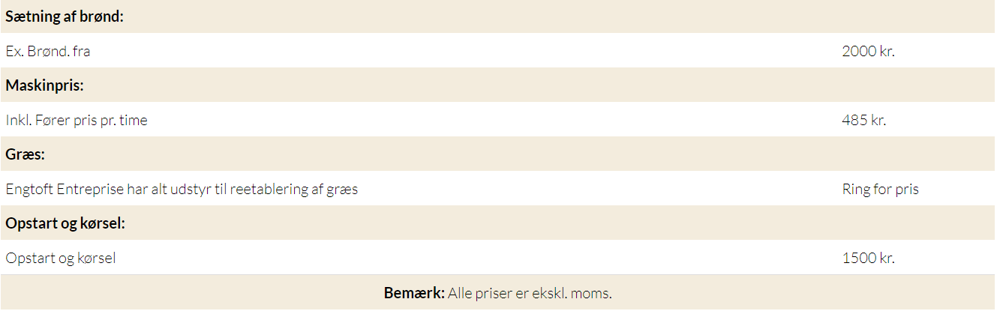 Sætning af brønd:
Ex. Brønd. fra 2000 kr.
Maskinpris:
Inkl. Fører pris pr. time 485 kr.
Græs:
Engtoft Entreprise har alt udstyr til reetablering af græs Ring for pris
Opstart og kørsel:
Opstart og kørsel 1500 kr.
Bemærk: Alle priser er ekskl. moms.